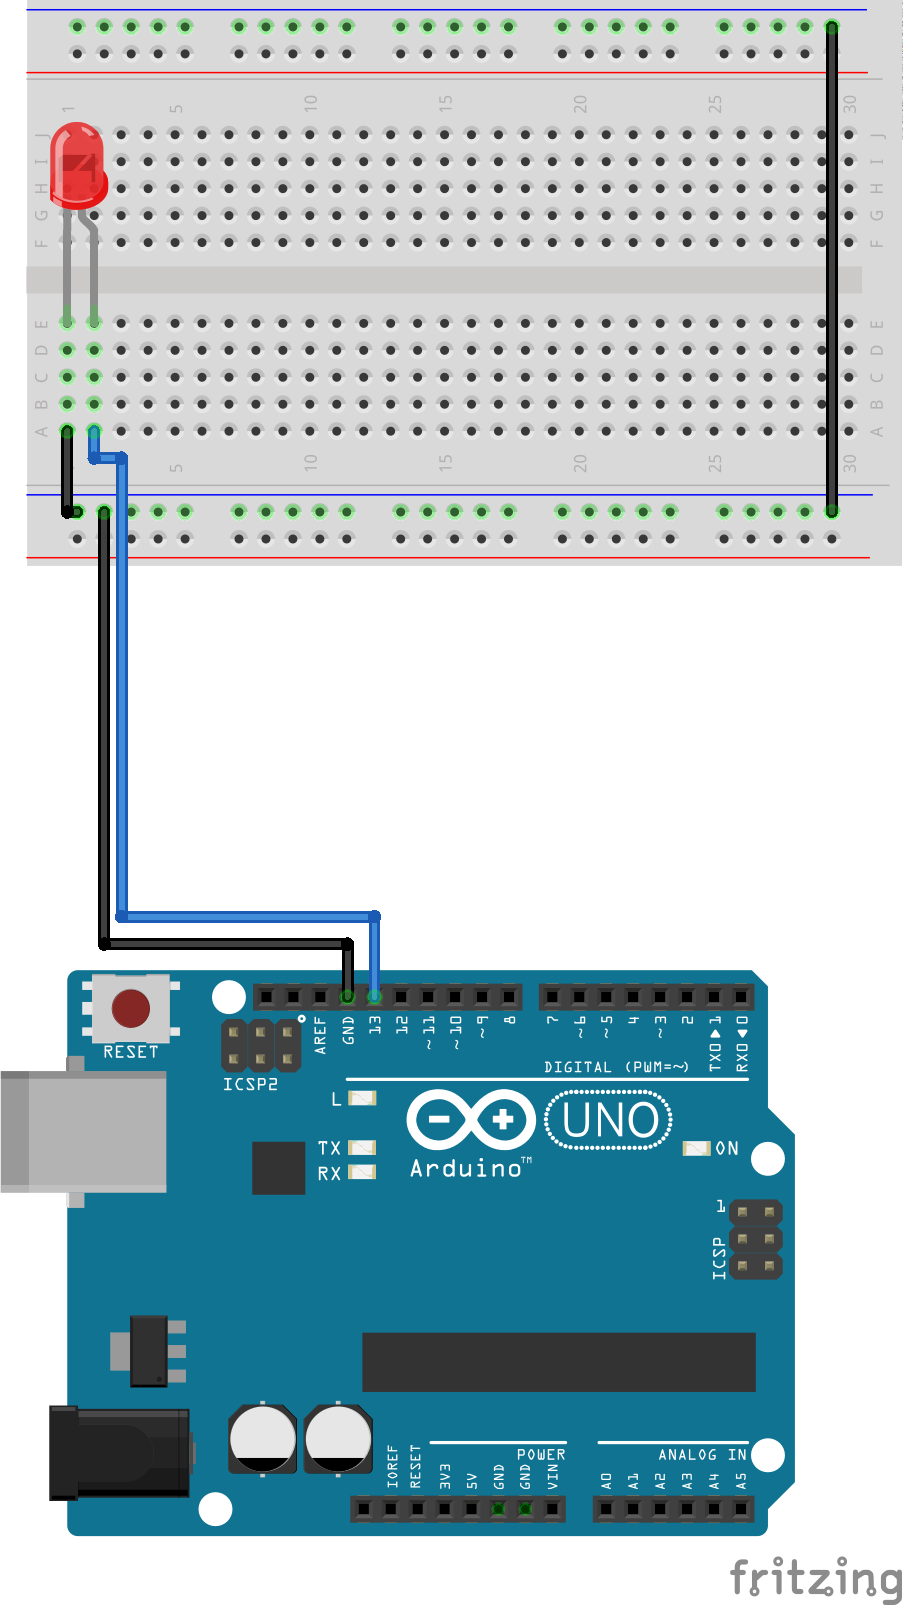 1 5 10 15 20 25 30
J J
I I
H H
G G
F F
E E
D D
C C
B B
A A
5 10 15 20 25 30
RESET
ICSP2
AREF
GND
13
12
~11
~10
~9
8
7
~6
~5
4
~3
2
TX0▶1
RX0◀0
DIGITAL (PWM=~)
L
TX
RX
UNO
Arduino™
ON
1
ICSP
IOREF
RESET
3V3
5V
GND
GND
VIN
POWER
ANALOG IN
A0
A1
A2
A3
A4
A5
fritzing